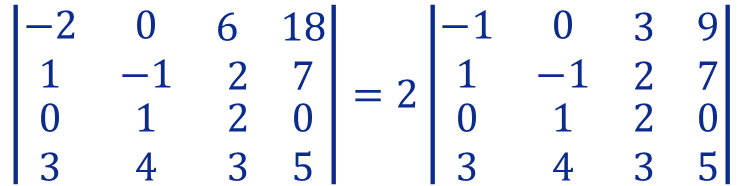 |−2 0 6 18| |−1 0 3 9|
|1 −1 2 7| |1 −1 2 7|
= 2
|0 1 2 0| |0 1 2 0|
|3 4 3 5| |3 4 3 5|